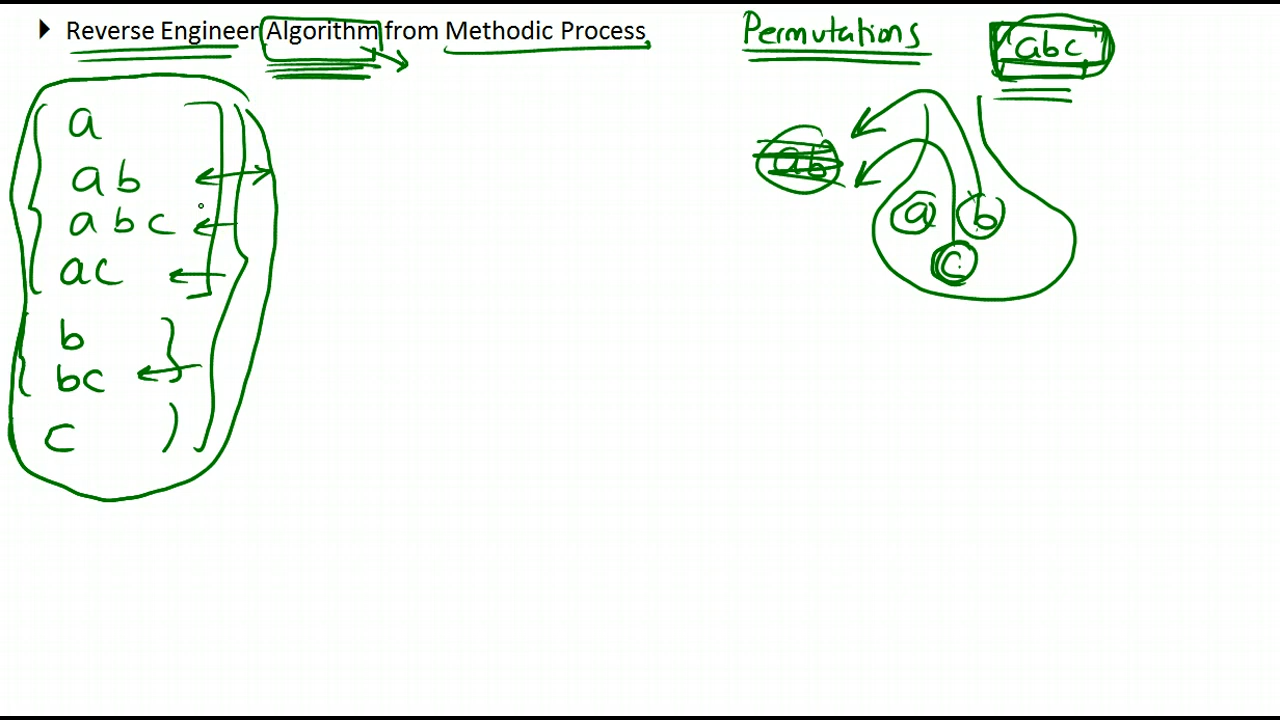 Reverse Engineer Algorithm from Methodic Process
Permutations
abc
a
ab
abc
ac
b
bc
c
ab
a
b
c